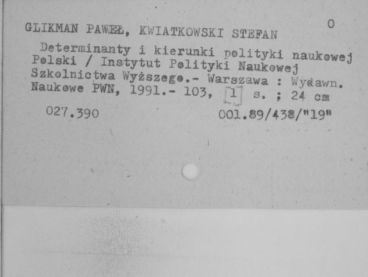 0
GLIKMAN PAWEŁ, KWIATKOWSKI STEFAN
Determinanty i kierunki polityki naukowej
Polski / Instytut Polityki Naukowej
Szkolnictwa Wyższego.- Warszawa : Wydawn.
Naukowe PWN, 1991.- 103, [1] s. ; 24 cm
027.390 001.89/438/"19"